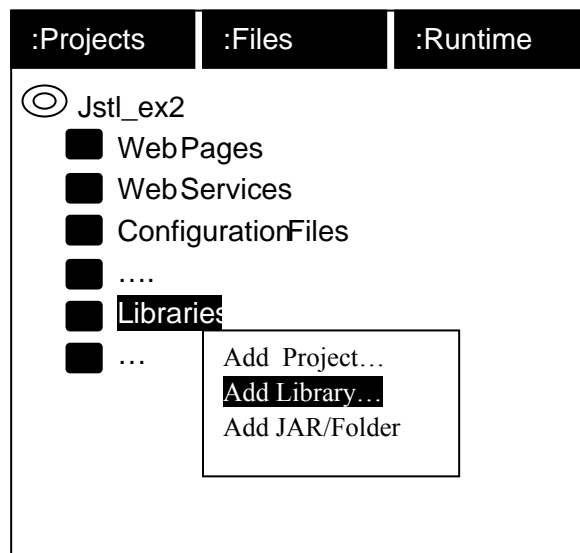 :Projects :Files :Runtime
Jstl_ex2
WebPages
WebServices
ConfigurationFiles
….
Libraries
…
Add Project…
Add Library…
Add JAR/Folder